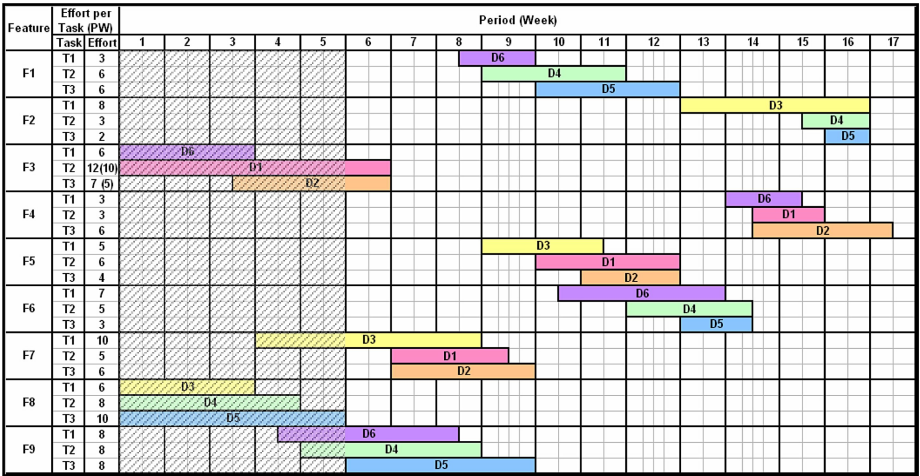 Feature Effort per Task (PW) Period (Week)
Task Effort 1 2 3 4 5 6 7 8 9 10 11 12 13 14 15 16 17
F1 T1 3 D6
T2 6 D4
T3 6 D5
F2 T1 8 D3
T2 3 D4
T3 2 D5
F3 T1 6 D6
T2 12(10) D1
T3 7 (5) D2
F4 T1 3 D6
T2 3 D1
T3 6 D2
F5 T1 5 D3
T2 6 D1
T3 4 D2
F6 T1 7 D6
T2 5 D4
T3 3 D5
F7 T1 10 D3
T2 5 D1
T3 6 D2
F8 T1 6 D3
T2 8 D4
T3 10 D5
F9 T1 8 D6
T2 8 D4
T3 8 D5